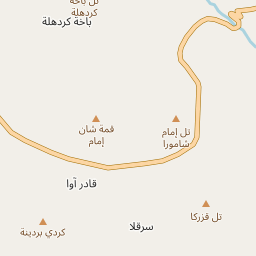 تل باخة
كردهلة
باخة كردهلة
قمة شان
إمام
تل إمام
شامورا
قادر آوا
تل قزركا
سرقلا
كردي بردينة